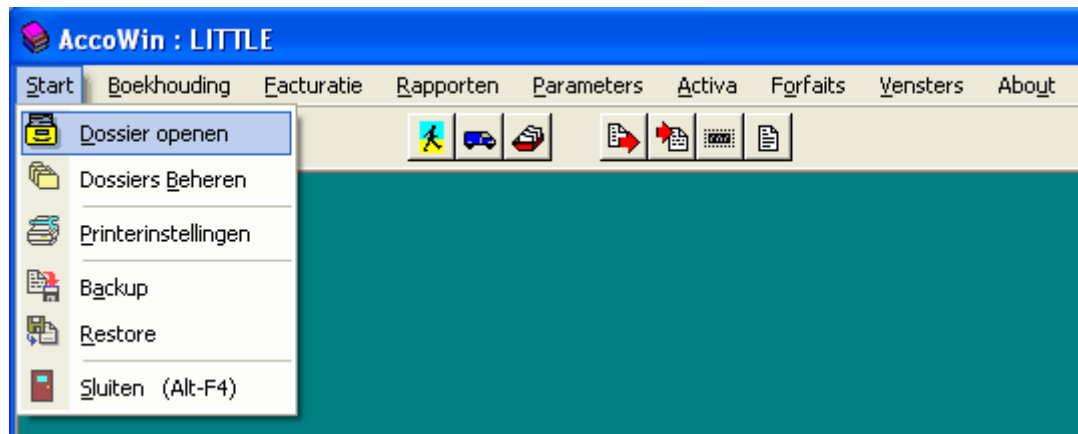 AccoWin : LITTLE
Start Boekhouding Facturatie Rapporten Parameters Activa Forfaits Vensters About
Dossier openen
Dossiers Beheren
Printerinstellingen
Backup
Restore
Sluiten (Alt-F4)